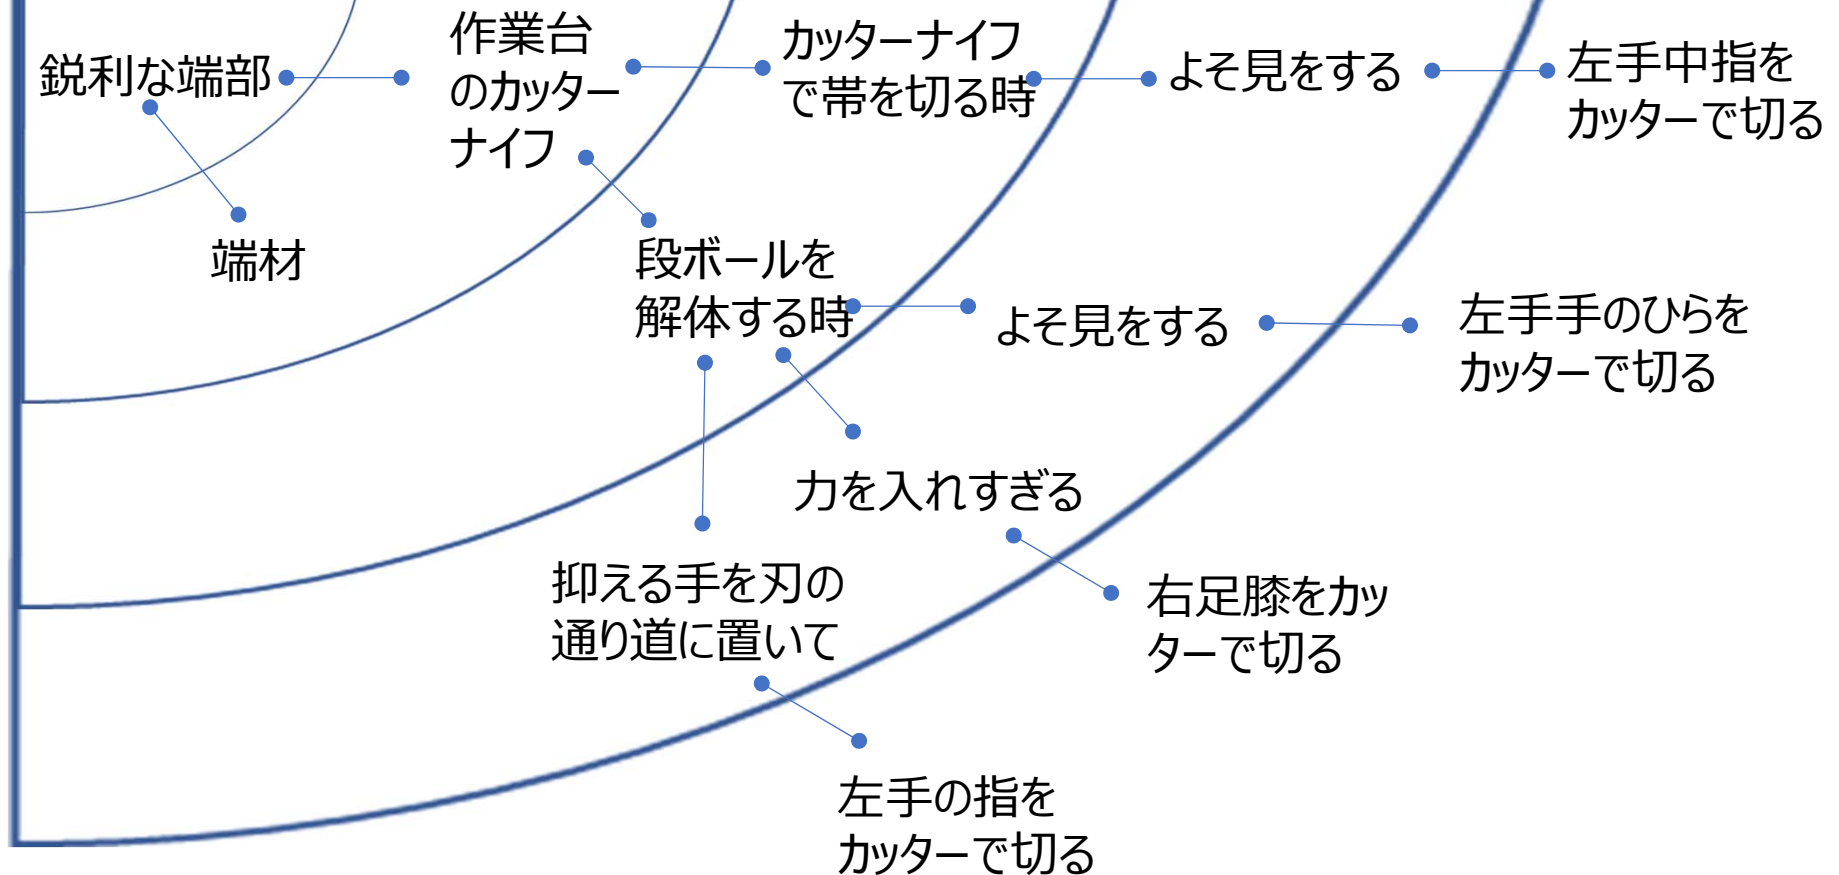 鋭利な端部
端材
作業台
のカッター
ナイフ
カッターナイフ
で帯を切る時
よそ見をする
左手中指を
カッターで切る
段ボールを
解体する時
よそ見をする
左手手のひらを
カッターで切る
力を入れすぎる
右足膝をカッ
ターで切る
抑える手を刃の
通り道に置いて
左手の指を
カッターで切る